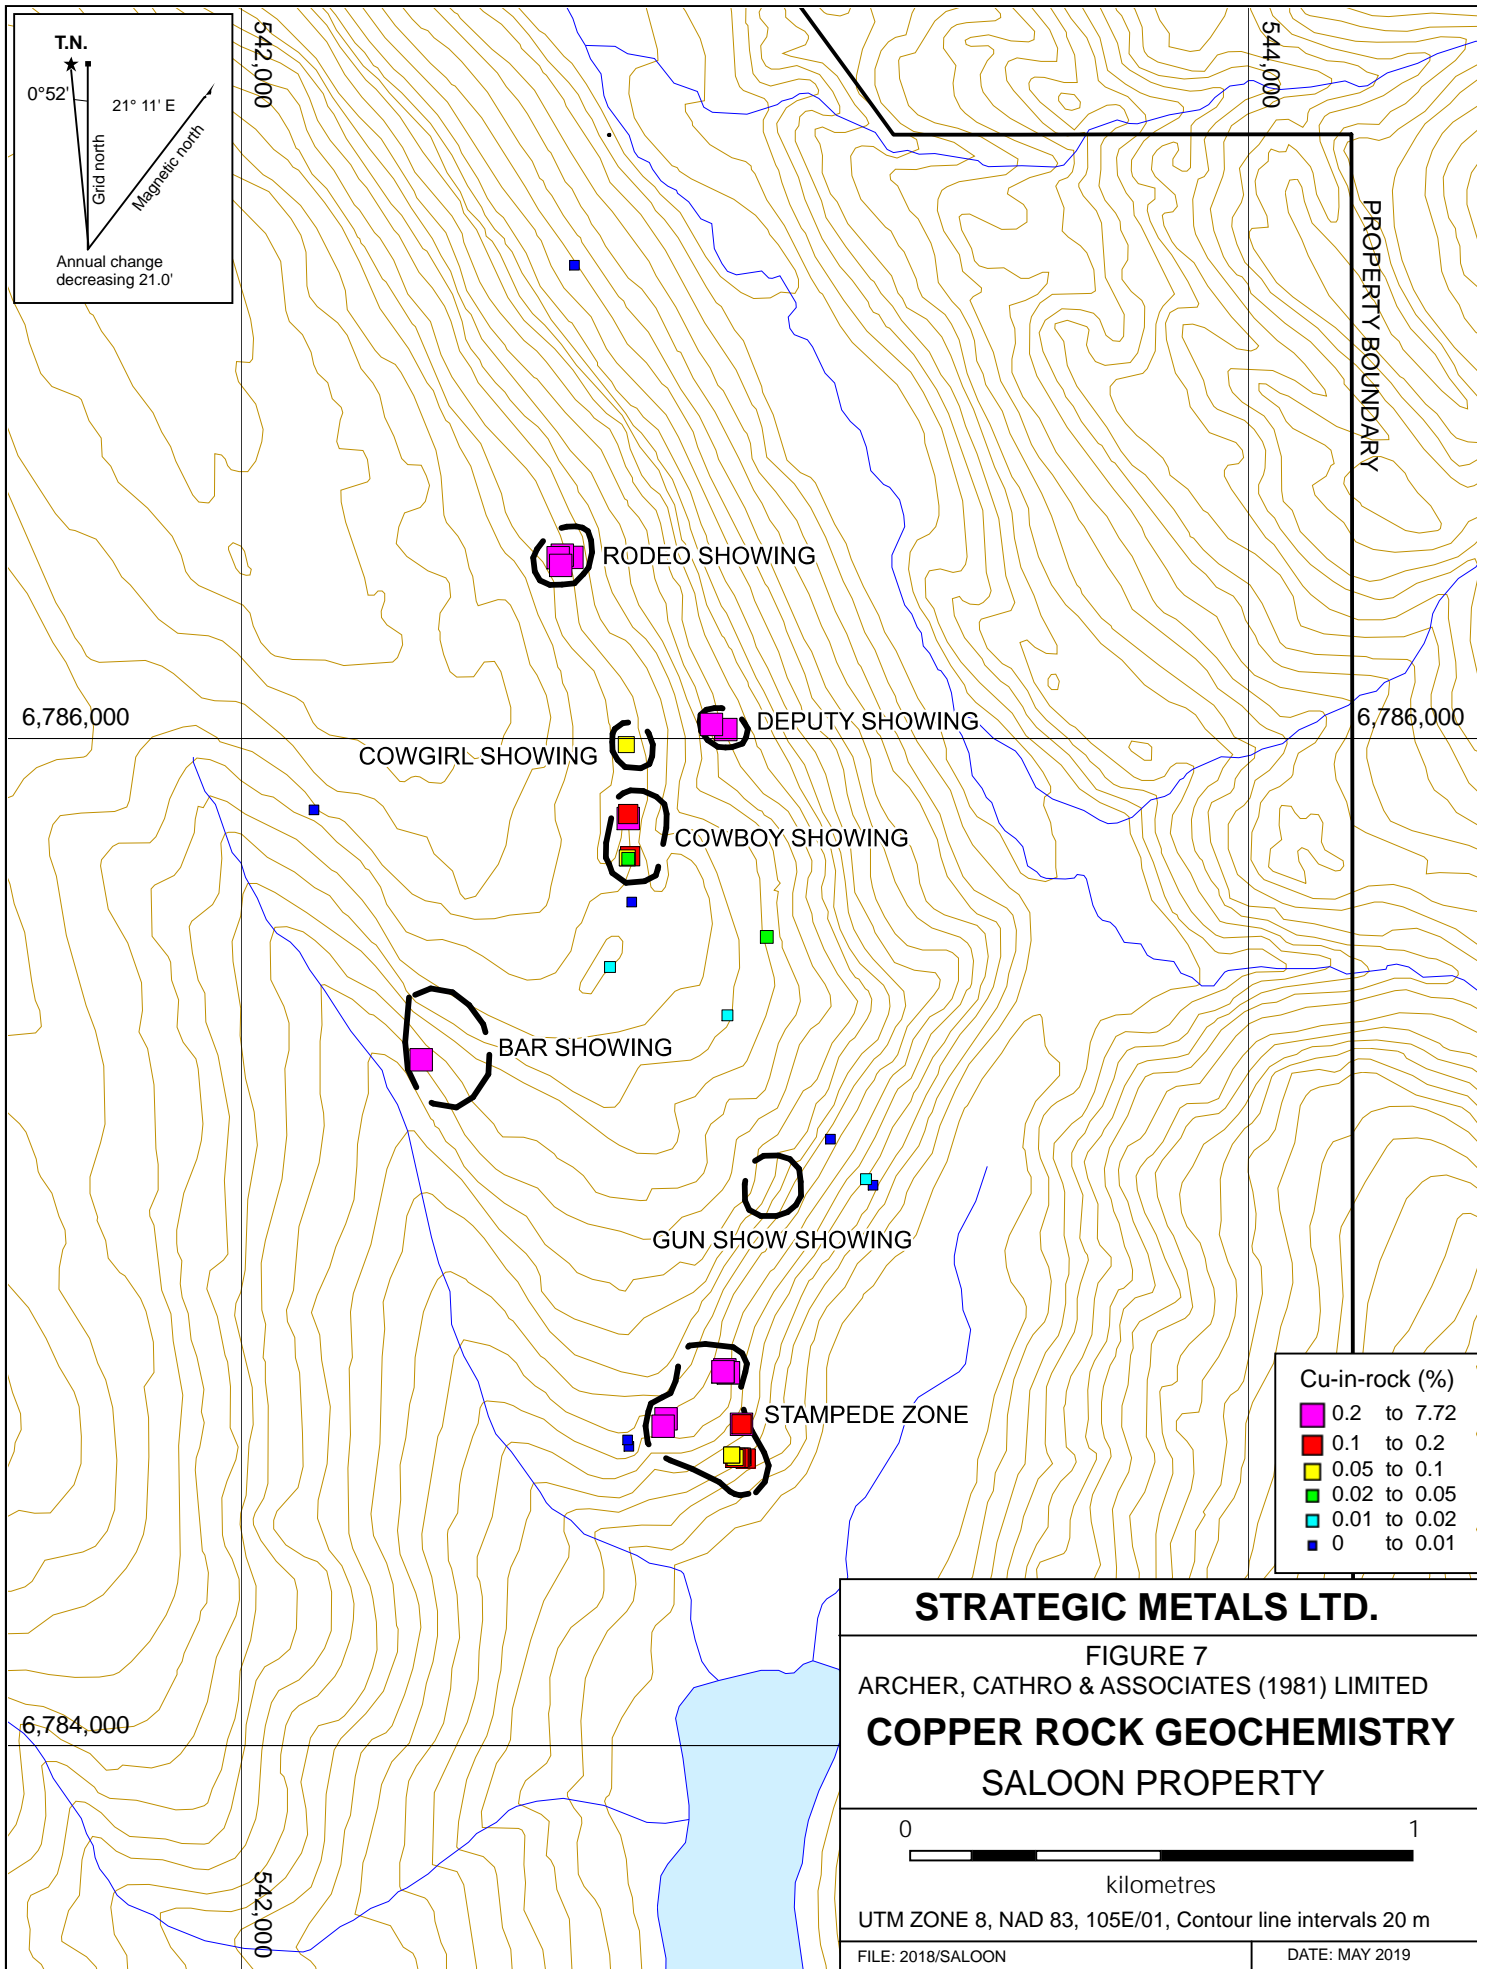 T.N.
0°52'
21° 11' E
Grid north
Magnetic north
Annual change
decreasing 21.0'
542,000
544,000
PROPERTY BOUNDARY
RODEO SHOWING
6,786,000
DEPUTY SHOWING
6,786,000
COWGIRL SHOWING
COWBOY SHOWING
BAR SHOWING
GUN SHOW SHOWING
STAMPEDE ZONE
Cu-in-rock (%)
0.2 to 7.72
0.1 to 0.2
0.05 to 0.1
0.02 to 0.05
0.01 to 0.02
0 to 0.01
6,784,000
542,000
STRATEGIC METALS LTD.
FIGURE 7
ARCHER, CATHRO & ASSOCIATES (1981) LIMITED
COPPER ROCK GEOCHEMISTRY
SALOON PROPERTY
0 1
kilometres
UTM ZONE 8, NAD 83, 105E/01, Contour line intervals 20 m
FILE: 2018/SALOON DATE: MAY 2019